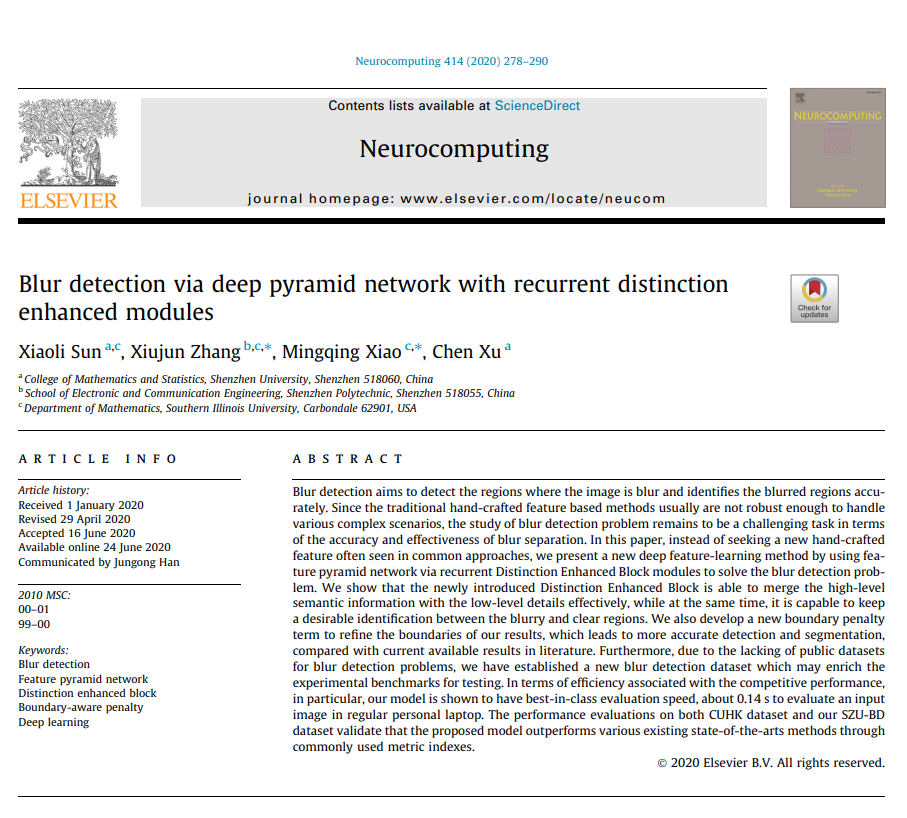 Neurocomputing 414 (2020) 278–290
Contents lists available at ScienceDirect
Neurocomputing
journal homepage: www.elsevier.com/locate/neucom
ELSEVIER
NEUROCOMPUTING
Blur detection via deep pyramid network with recurrent distinction
enhanced modules
Check for
updates
Xiaoli Sun a,c, Xiujun Zhang b,c,*, Mingqing Xiao c,*, Chen Xu a
a College of Mathematics and Statistics, Shenzhen University, Shenzhen 518060, China
b School of Electronic and Communication Engineering, Shenzhen Polytechnic, Shenzhen 518055, China
c Department of Mathematics, Southern Illinois University, Carbondale 62901, USA
ARTICLE INFO
Article history:
Received 1 January 2020
Revised 29 April 2020
Accepted 16 June 2020
Available online 24 June 2020
Communicated by Jungong Han
2010 MSC:
00–01
99–00
Keywords:
Blur detection
Feature pyramid network
Distinction enhanced block
Boundary-aware penalty
Deep learning
ABSTRACT
Blur detection aims to detect the regions where the image is blur and identifies the blurred regions accu-
rately. Since the traditional hand-crafted feature based methods usually are not robust enough to handle
various complex scenarios, the study of blur detection problem remains to be a challenging task in terms
of the accuracy and effectiveness of blur separation. In this paper, instead of seeking a new hand-crafted
feature often seen in common approaches, we present a new deep feature-learning method by using fea-
ture pyramid network via recurrent Distinction Enhanced Block modules to solve the blur detection prob-
lem. We show that the newly introduced Distinction Enhanced Block is able to merge the high-level
semantic information with the low-level details effectively, while at the same time, it is capable to keep
a desirable identification between the blurry and clear regions. We also develop a new boundary penalty
term to refine the boundaries of our results, which leads to more accurate detection and segmentation,
compared with current available results in literature. Furthermore, due to the lacking of public datasets
for blur detection problems, we have established a new blur detection dataset which may enrich the
experimental benchmarks for testing. In terms of efficiency associated with the competitive performance,
in particular, our model is shown to have best-in-class evaluation speed, about 0.14 s to evaluate an input
image in regular personal laptop. The performance evaluations on both CUHK dataset and our SZU-BD
dataset validate that the proposed model outperforms various existing state-of-the-arts methods through
commonly used metric indexes.
© 2020 Elsevier B.V. All rights reserved.